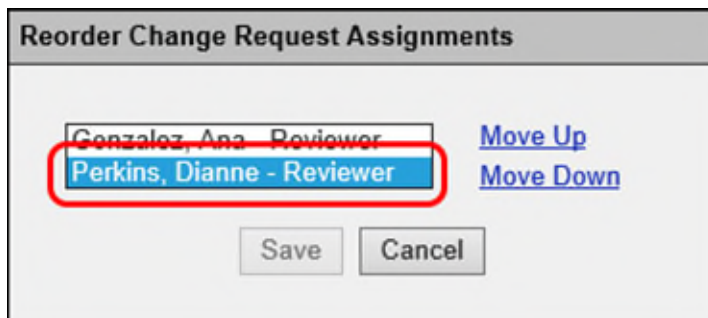 Reorder Change Request Assignments
Gonzalez, Ana - Reviewer
Move Up
Perkins, Dianne - Reviewer
Move Down
Save
Cancel